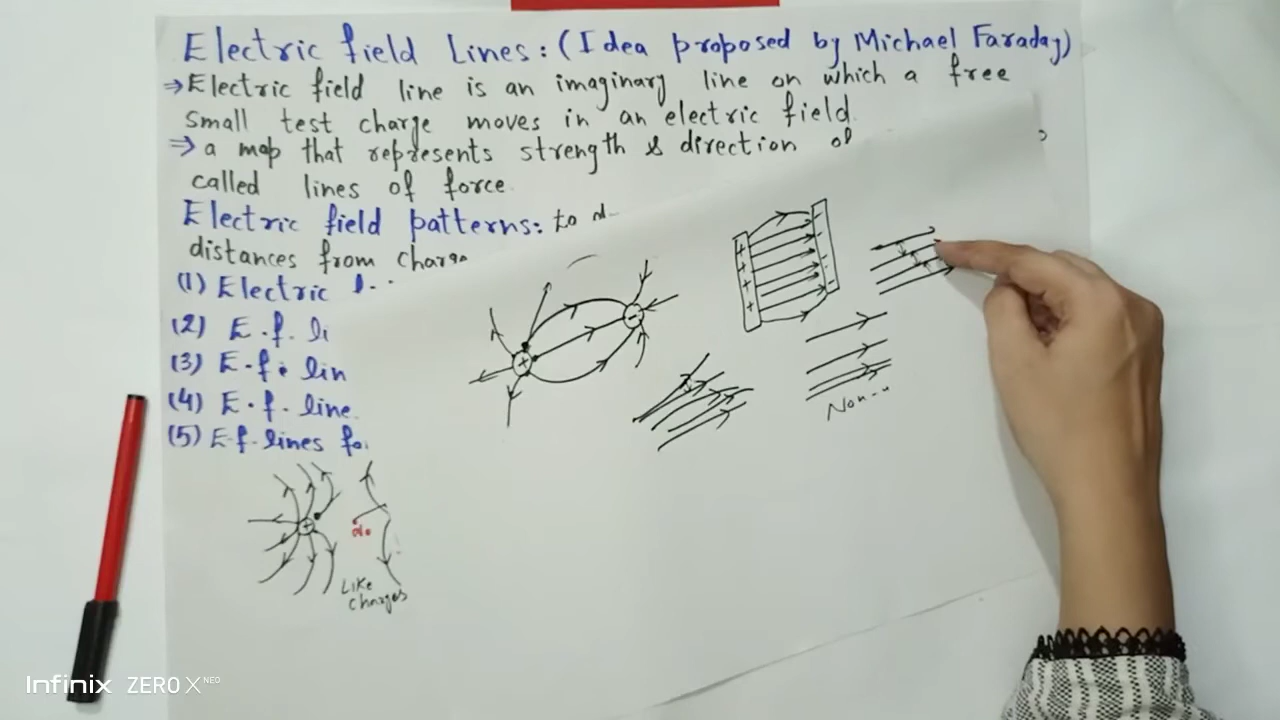 Electric field Lines: (Idea proposed by Michael Faraday)
⇒ Electric field line is an imaginary line on which a free
small test charge moves in an electric field.
⇒ a map that represents strength & direction of
called lines of force.
Electric field patterns: to
distances from
(1) Electric
(2) E.f. li
(3) E.f. lin
(4) E.f. line
(5) E.f. lines fo
Like
charges
Non-
Infinix ZERO X NEO